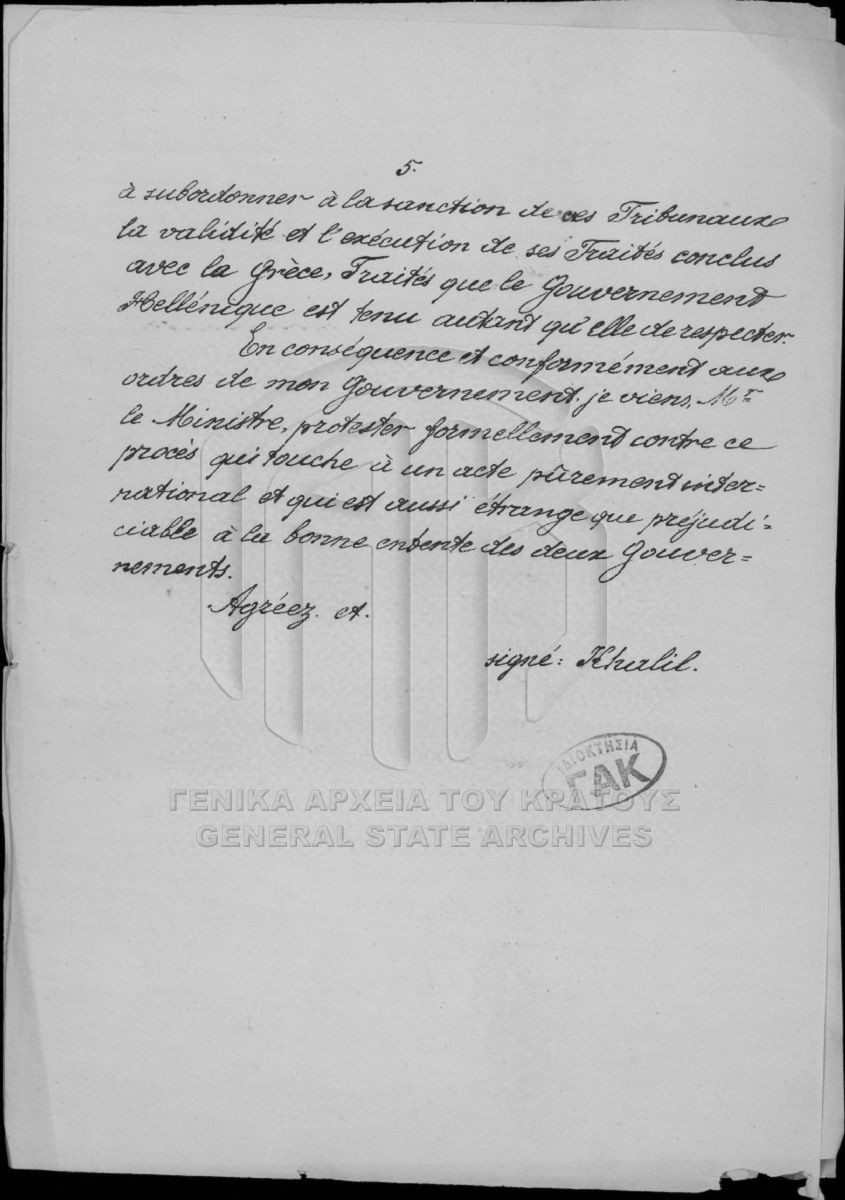 5.
à subordonner à la sanction de ces Tribunaux
la validité et l'exécution de ses Traités conclus
avec la Grèce, Traités que le Gouvernement
Hellénique est tenu autant qu'elle de respecter.
En conséquence et conformément aux
ordres de mon Gouvernement je viens, Mr
le Ministre, protester formellement contre ce
procès qui touche à un acte pûrement inter=
national et qui est aussi étrange que préjudi=
ciable à la bonne entente des deux Gouver=
nements.
Agréez. et.
signé: Khalil.
ΙΔΙΟΚΤΗΣΙΑ
ΓΑΚ
ΓΕΝΙΚΑ ΑΡΧΕΙΑ ΤΟΥ ΚΡΑΤΟΥΣ
GENERAL STATE ARCHIVES